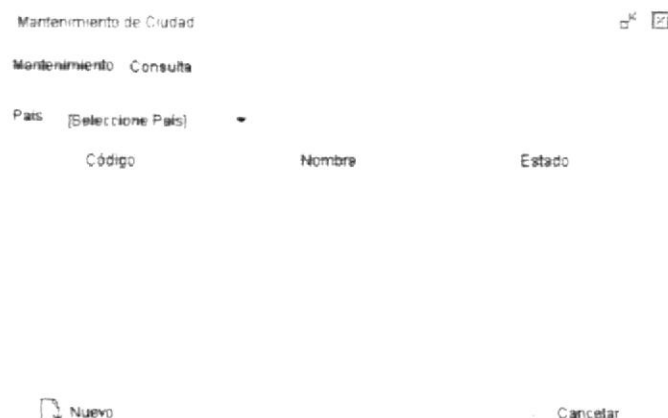 Mantenimiento de Ciudad
Mantenimiento Consulta
País [Seleccione País]
Código Nombre Estado
Nuevo Cancelar